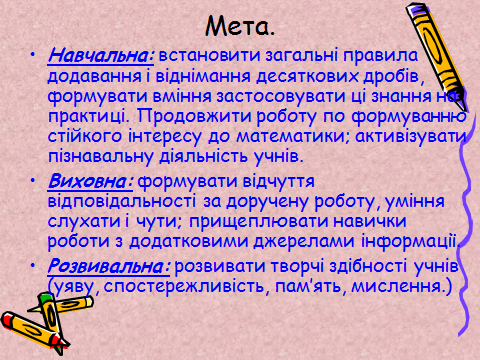 Мета.
• Навчальна: встановити загальні правила
додавання і віднімання десяткових дробів,
формувати вміння застосовувати ці знання на
практиці. Продовжити роботу по формуванню
стійкого інтересу до математики; активізувати
пізнавальну діяльність учнів.
• Виховна: формувати відчуття
відповідальності за доручену роботу, уміння
слухати і чути; прищеплювати навички
роботи з додатковими джерелами інформації.
• Розвивальна: розвивати творчі здібності учнів
(уяву, спостережливість, пам’ять, мислення.)